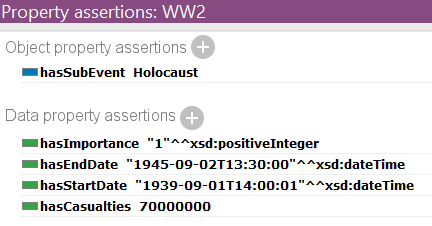 Property assertions: WW2
Object property assertions
hasSubEvent Holocaust
Data property assertions
hasImportance "1"^^xsd:positiveInteger
hasEndDate "1945-09-02T13:30:00"^^xsd:dateTime
hasStartDate "1939-09-01T14:00:01"^^xsd:dateTime
hasCasualties 70000000